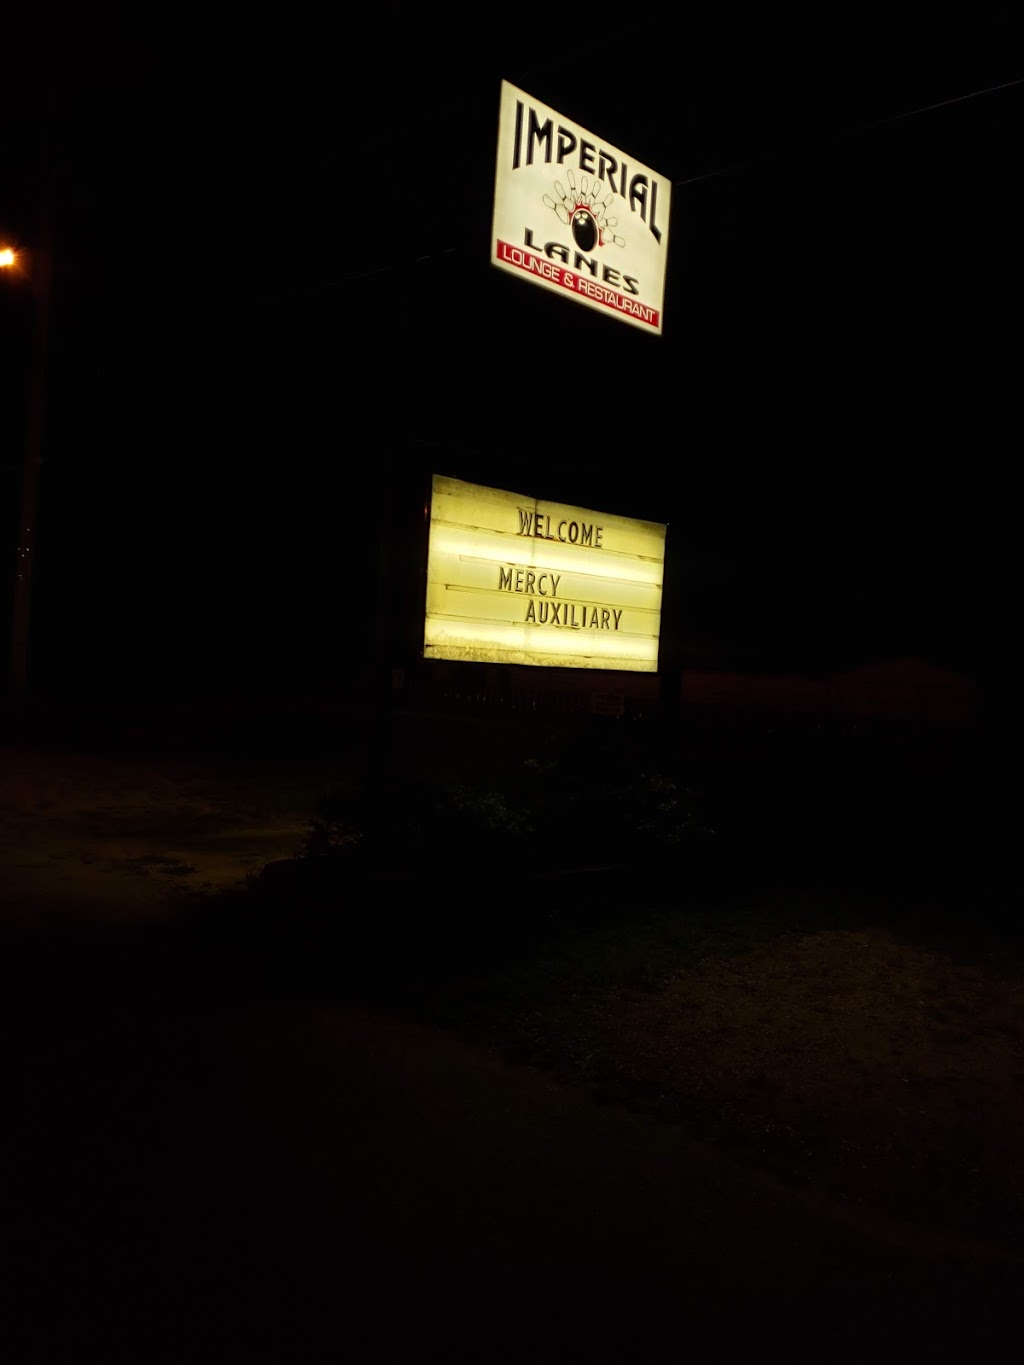 IMPERIAL
LANES
LOUNGE & RESTAURANT
WELCOME
MERCY
AUXILIARY